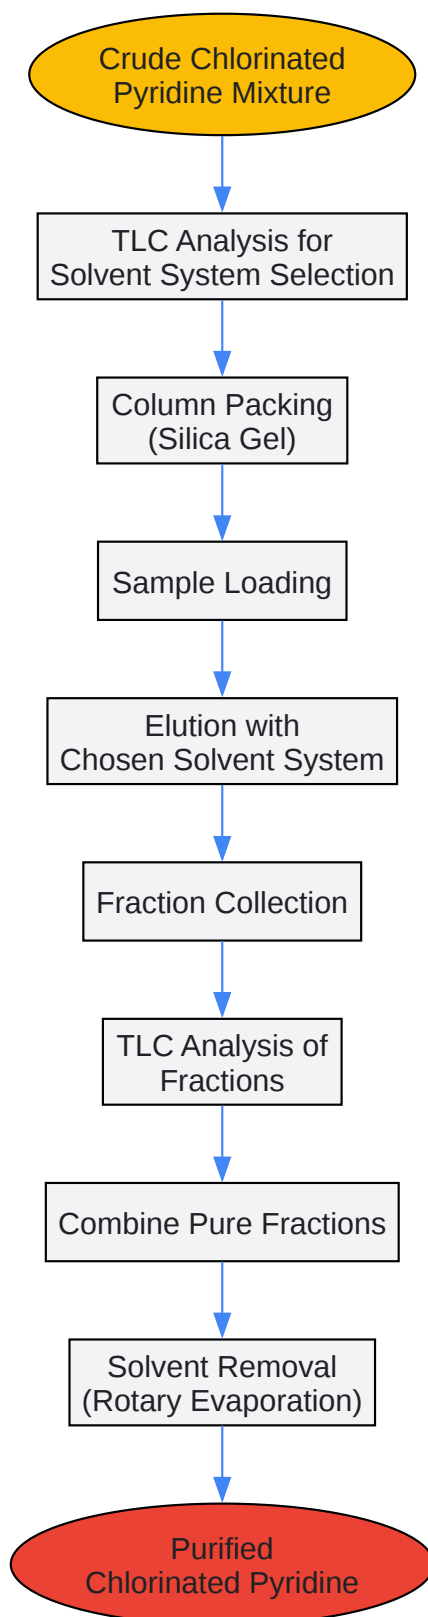 Crude Chlorinated
Pyridine Mixture
TLC Analysis for
Solvent System Selection
Column Packing
(Silica Gel)
Sample Loading
Elution with
Chosen Solvent System
Fraction Collection
TLC Analysis of
Fractions
Combine Pure Fractions
Solvent Removal
(Rotary Evaporation)
Purified
Chlorinated Pyridine